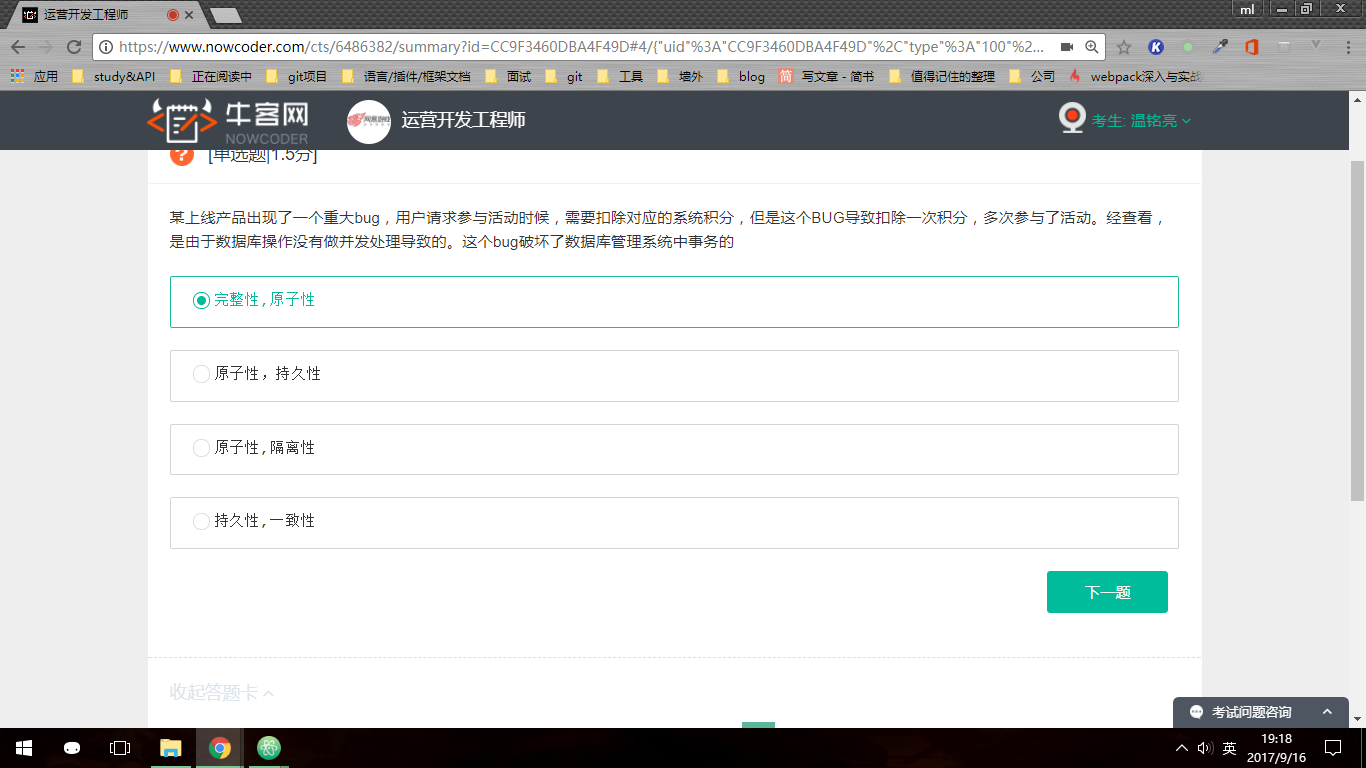 运营开发工程师
ml
https://www.nowcoder.com/cts/6486382/summary?id=CC9F3460DBA4F49D#4/{"uid"%3A"CC9F3460DBA4F49D"%2C"type"%3A"100"%2...
应用 study&API 正在阅读中 git项目 语言/插件/框架文档 面试 git 工具 墙外 blog 简 写文章 - 简书 值得记住的整理 公司 webpack深入与实战
牛客网
NOWCODER
运营开发工程师
考生: 温铭亮
[单选题|1.5分]
某上线产品出现了一个重大bug，用户请求参与活动时候，需要扣除对应的系统积分，但是这个BUG导致扣除一次积分，多次参与了活动。经查看，
是由于数据库操作没有做并发处理导致的。这个bug破坏了数据库管理系统中事务的
完整性,原子性
原子性，持久性
原子性,隔离性
持久性,一致性
下一题
收起答题卡
考试问题咨询
英
19:18
2017/9/16